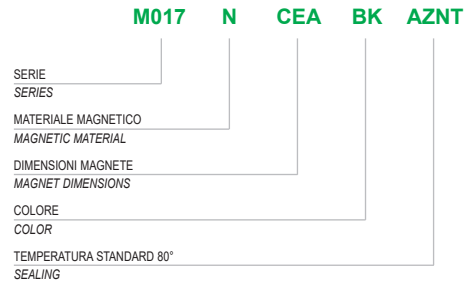 M017 N CEA BK AZNT
SERIE
SERIES
MATERIALE MAGNETICO
MAGNETIC MATERIAL
DIMENSIONI MAGNETE
MAGNET DIMENSIONS
COLORE
COLOR
TEMPERATURA STANDARD 80°
SEALING